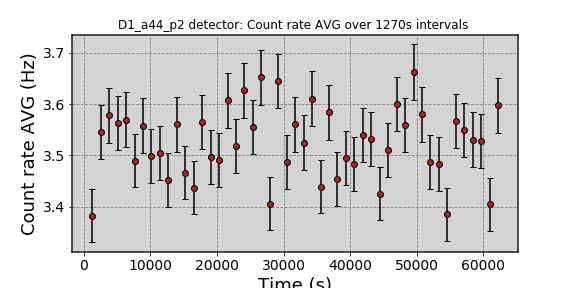 D1_a44_p2 detector: Count rate AVG over 1270s intervals
Count rate AVG (Hz)
3.7
3.6
3.5
3.4
0 10000 20000 30000 40000 50000 60000
Time (s)